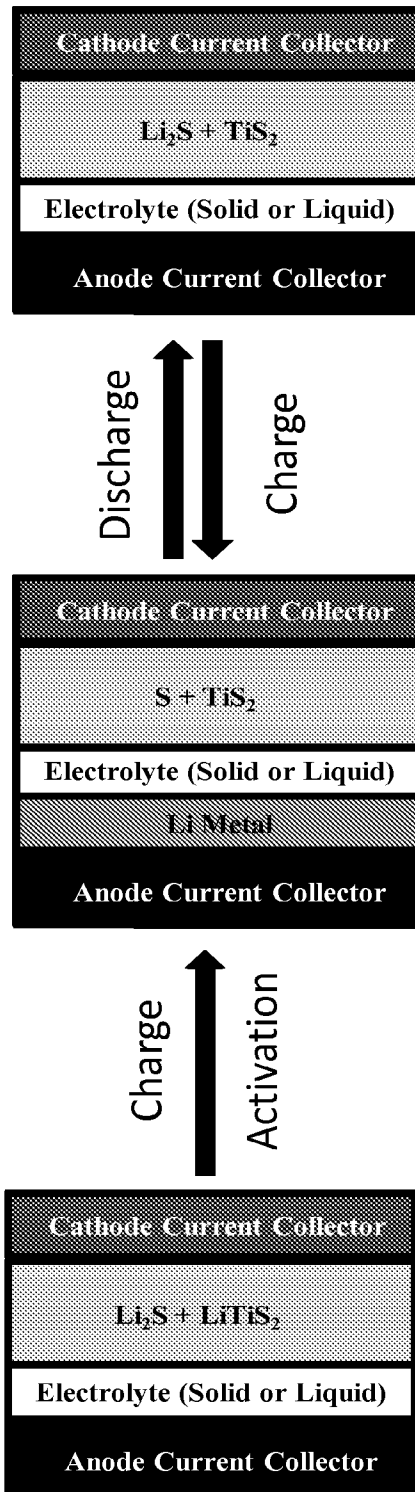 Cathode Current Collector
Li₂S + TiS₂
Electrolyte (Solid or Liquid)
Anode Current Collector
Discharge
Charge
Cathode Current Collector
S + TiS₂
Electrolyte (Solid or Liquid)
Li Metal
Anode Current Collector
Charge
Activation
Cathode Current Collector
Li₂S + LiTiS₂
Electrolyte (Solid or Liquid)
Anode Current Collector